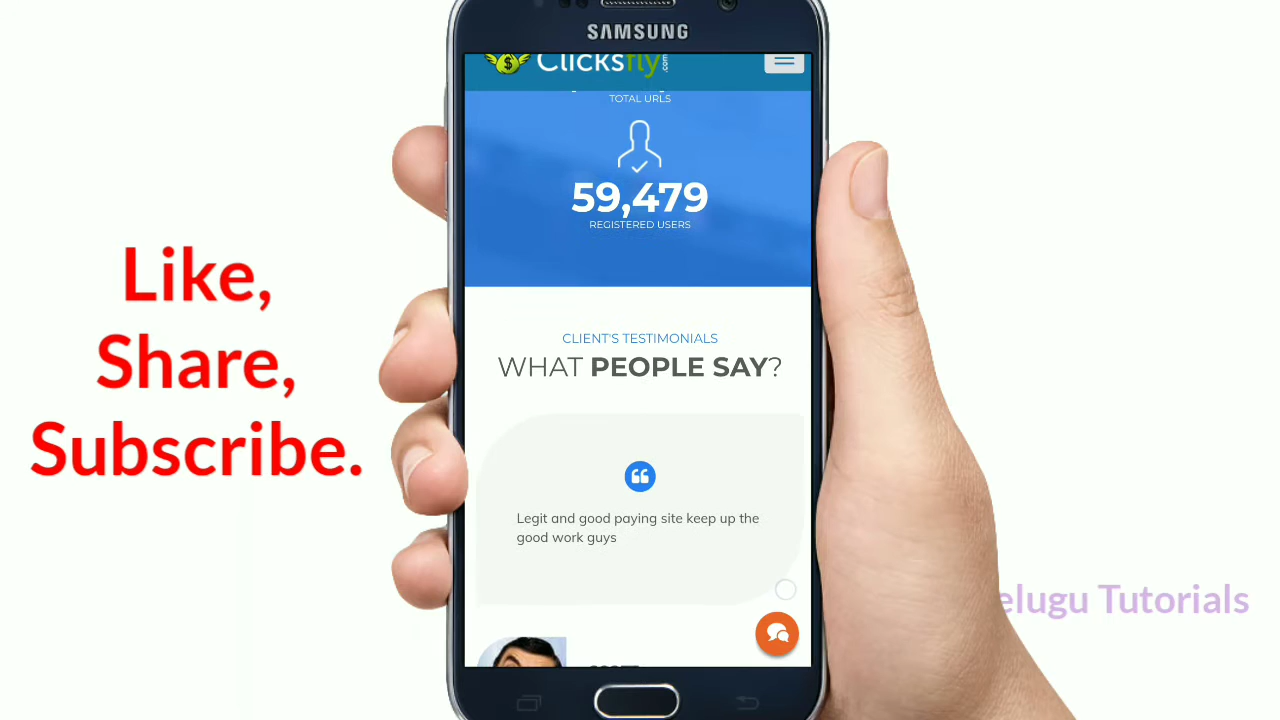 SAMSUNG
Clicksfly.com
TOTAL URLS
59,479
REGISTERED USERS
CLIENT'S TESTIMONIALS
WHAT PEOPLE SAY?
Legit and good paying site keep up the
good work guys
Like,
Share,
Subscribe.
elugu Tutorials